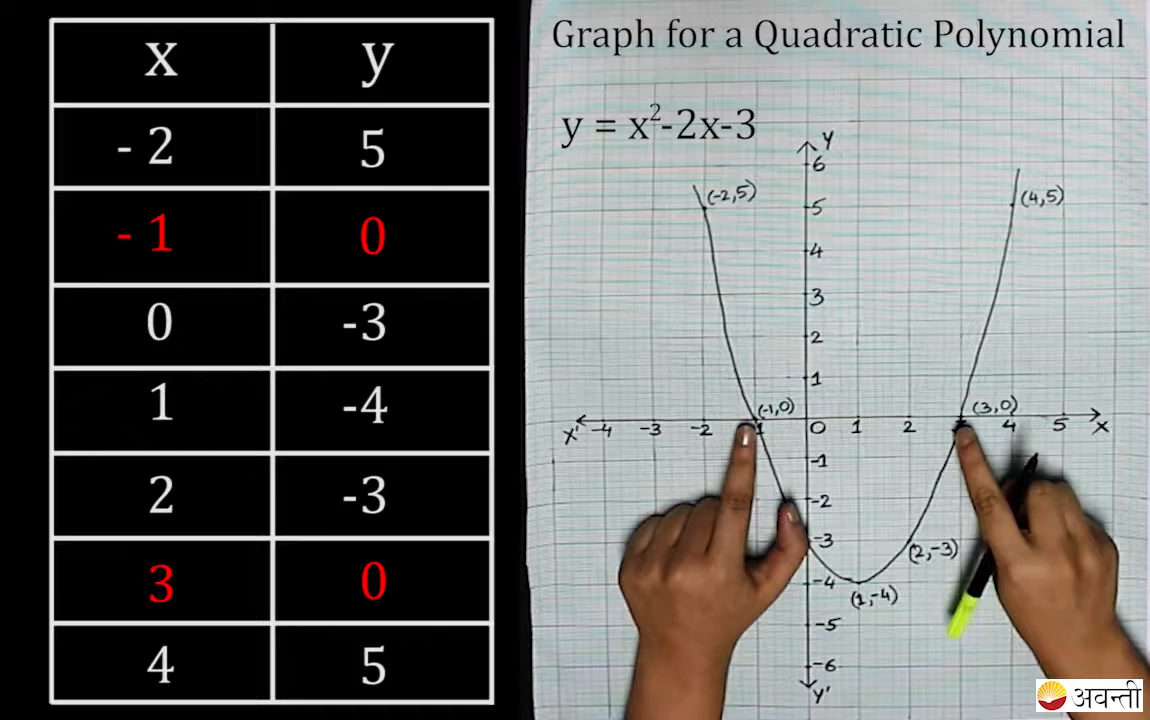 x y
- 2 5
- 1 0
0 -3
1 -4
2 -3
3 0
4 5
Graph for a Quadratic Polynomial
y = x²-2x-3
Y
6
(-2,5)
5
(4,5)
4
3
2
1
(-1,0)
(3,0)
X' -4 -3 -2 -1 0 1 2 4 5 X
-1
-2
-3
(2,-3)
-4
(1,-4)
-5
-6
Y'
अवन्ती